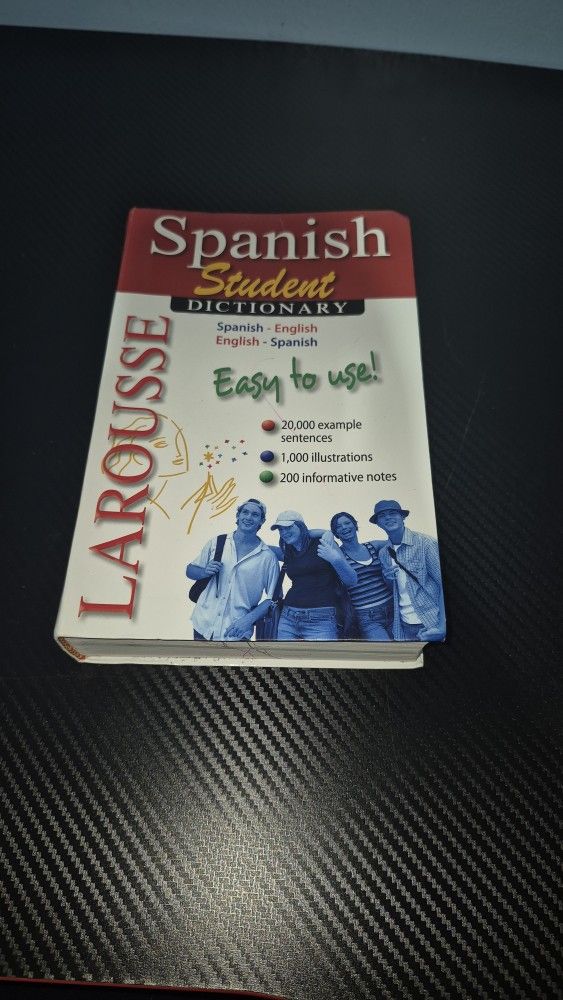 Spanish
Student
DICTIONARY
Spanish - English
English - Spanish
LAROUSSE
Easy to use!
20,000 example
sentences
1,000 illustrations
200 informative notes